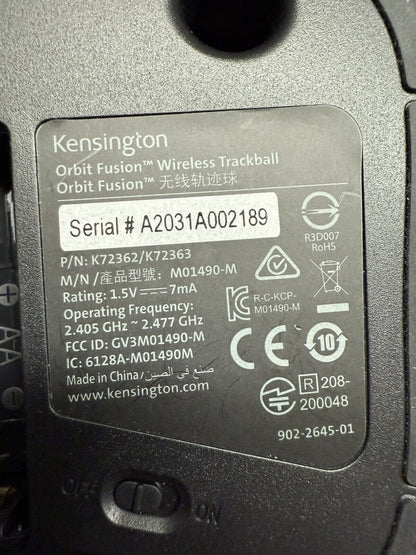 Kensington
Orbit Fusion™ Wireless Trackball
Orbit Fusion™ 无线轨迹球
Serial # A2031A002189
P/N: K72362/K72363
M/N /產品型號: M01490-M
Rating: 1.5V⎓7mA
Operating Frequency:
2.405 GHz ~ 2.477 GHz
FCC ID: GV3M01490-M
IC: 6128A-M01490M
Made in China/صنع في الصين
www.kensington.com
R3D007
RoHS
R-C-KCP-
M01490-M
CE
10
R 208-
200048
902-2645-01
AA
OFF
ON